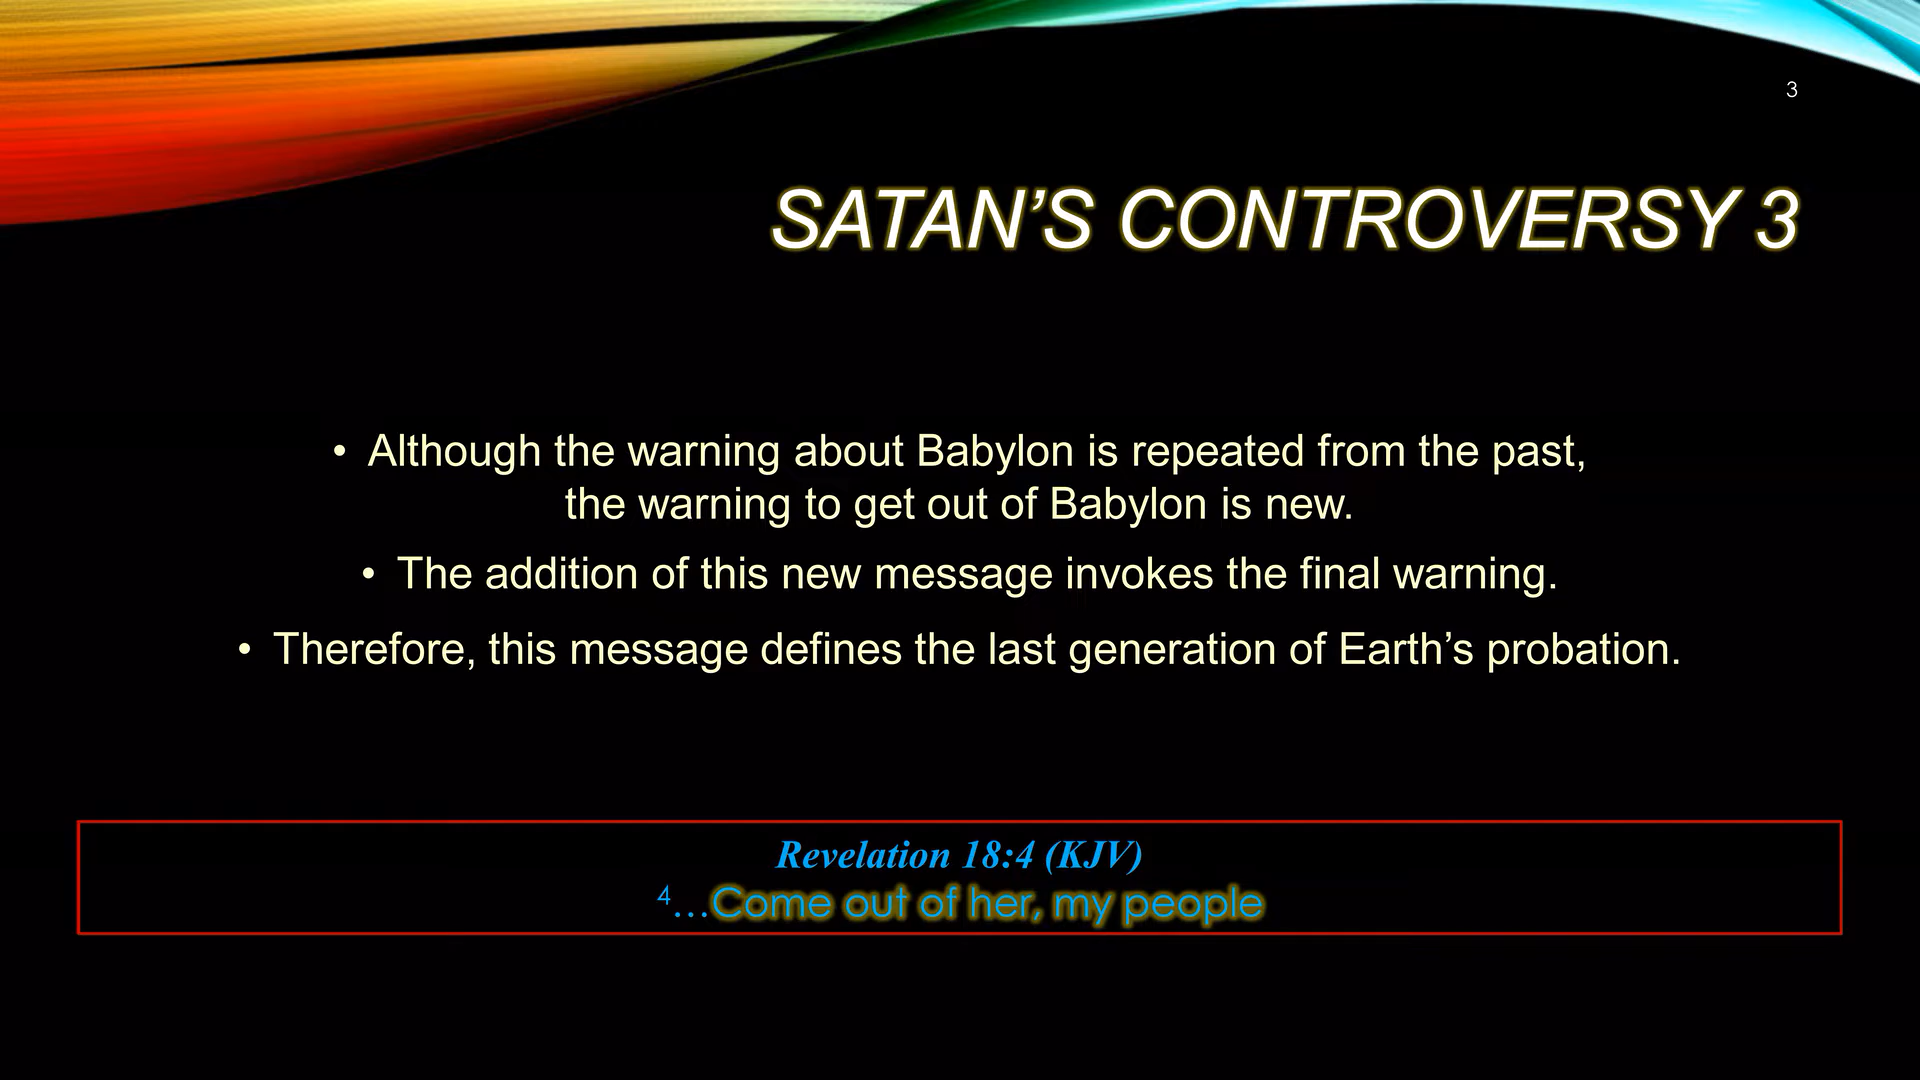 3
SATAN’S CONTROVERSY 3
• Although the warning about Babylon is repeated from the past,
the warning to get out of Babylon is new.
• The addition of this new message invokes the final warning.
• Therefore, this message defines the last generation of Earth’s probation.
Revelation 18:4 (KJV)
4…Come out of her, my people